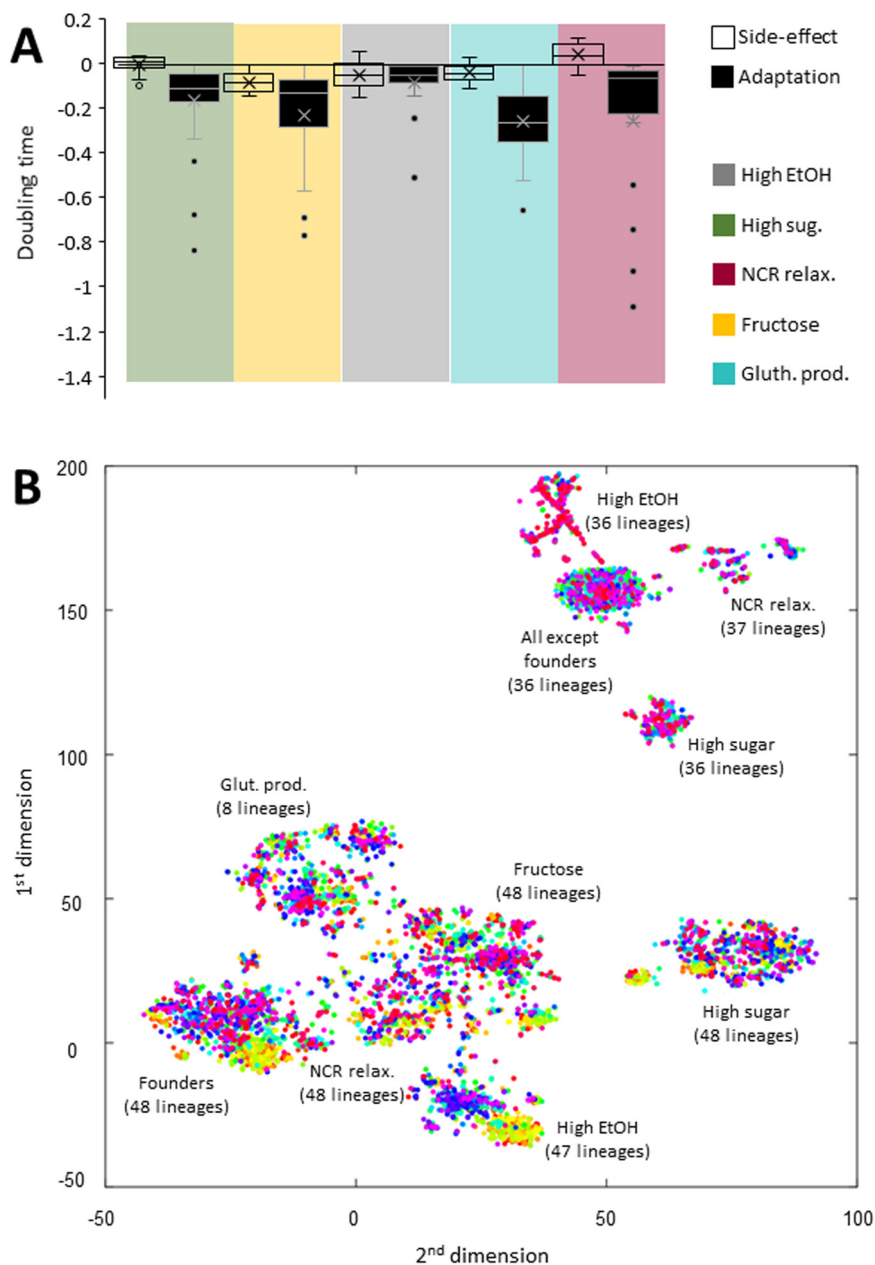 A
0.2
0
-0.2
-0.4
-0.6
-0.8
-1
-1.2
-1.4
Doubling time
Side-effect
Adaptation
High EtOH
High sug.
NCR relax.
Fructose
Gluth. prod.
B
200
150
100
50
0
-50
1st dimension
High EtOH
(36 lineages)
NCR relax.
(37 lineages)
All except
founders
(36 lineages)
High sugar
(36 lineages)
Glut. prod.
(8 lineages)
Fructose
(48 lineages)
High sugar
(48 lineages)
Founders
(48 lineages)
NCR relax.
(48 lineages)
High EtOH
(47 lineages)
-50
0
50
100
2nd dimension